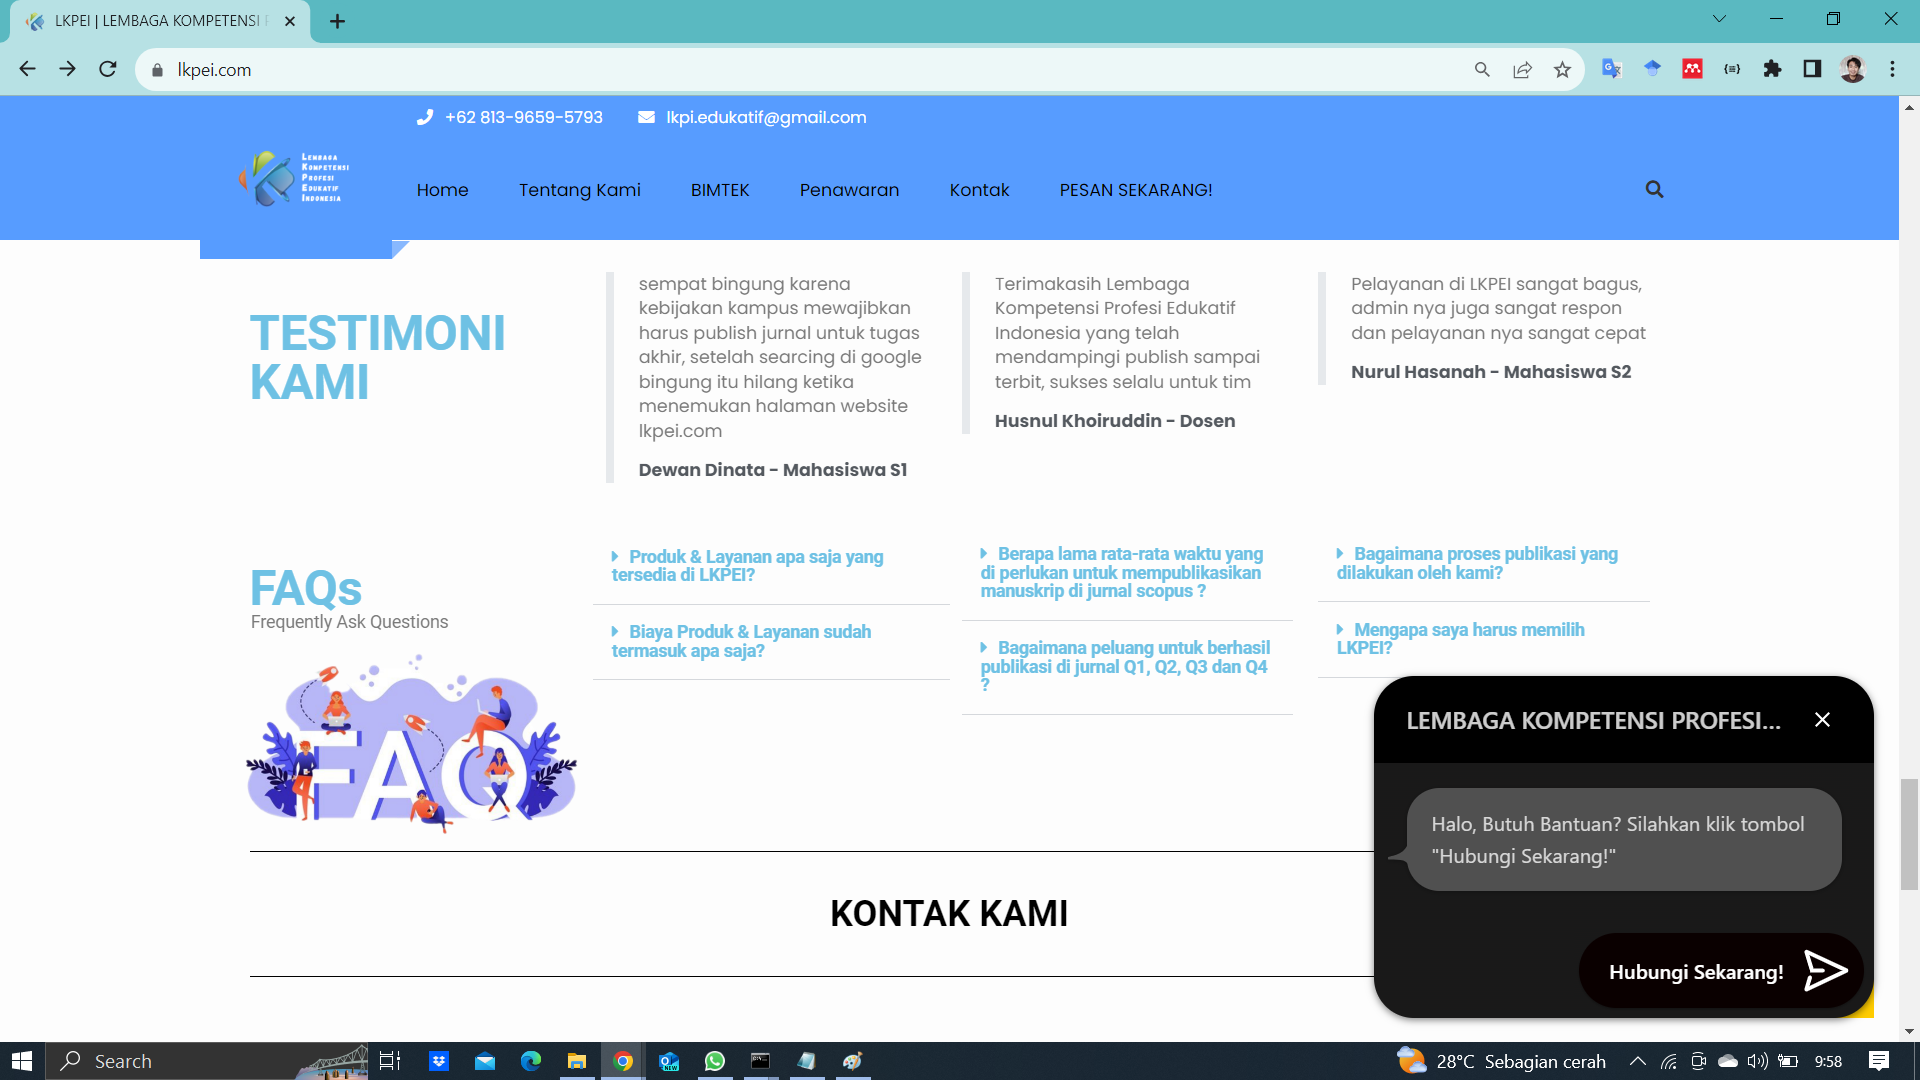 LKPEI | LEMBAGA KOMPETENSI P
lkpei.com
+62 813-9659-5793
lkpi.edukatif@gmail.com
LEMBAGA
KOMPETENSI
PROFESI
EDUKATIF
INDONESIA
Home
Tentang Kami
BIMTEK
Penawaran
Kontak
PESAN SEKARANG!
TESTIMONI
KAMI
sempat bingung karena
kebijakan kampus mewajibkan
harus publish jurnal untuk tugas
akhir, setelah searcing di google
bingung itu hilang ketika
menemukan halaman website
lkpei.com
Dewan Dinata - Mahasiswa S1
Terimakasih Lembaga
Kompetensi Profesi Edukatif
Indonesia yang telah
mendampingi publish sampai
terbit, sukses selalu untuk tim
Husnul Khoiruddin - Dosen
Pelayanan di LKPEI sangat bagus,
admin nya juga sangat respon
dan pelayanan nya sangat cepat
Nurul Hasanah - Mahasiswa S2
FAQs
Frequently Ask Questions
FAQ
Produk & Layanan apa saja yang
tersedia di LKPEI?
Biaya Produk & Layanan sudah
termasuk apa saja?
Berapa lama rata-rata waktu yang
di perlukan untuk mempublikasikan
manuskrip di jurnal scopus ?
Bagaimana peluang untuk berhasil
publikasi di jurnal Q1, Q2, Q3 dan Q4
?
Bagaimana proses publikasi yang
dilakukan oleh kami?
Mengapa saya harus memilih
LKPEI?
LEMBAGA KOMPETENSI PROFESI...
Halo, Butuh Bantuan? Silahkan klik tombol
"Hubungi Sekarang!"
Hubungi Sekarang!
KONTAK KAMI
Search
28°C Sebagian cerah
9:58